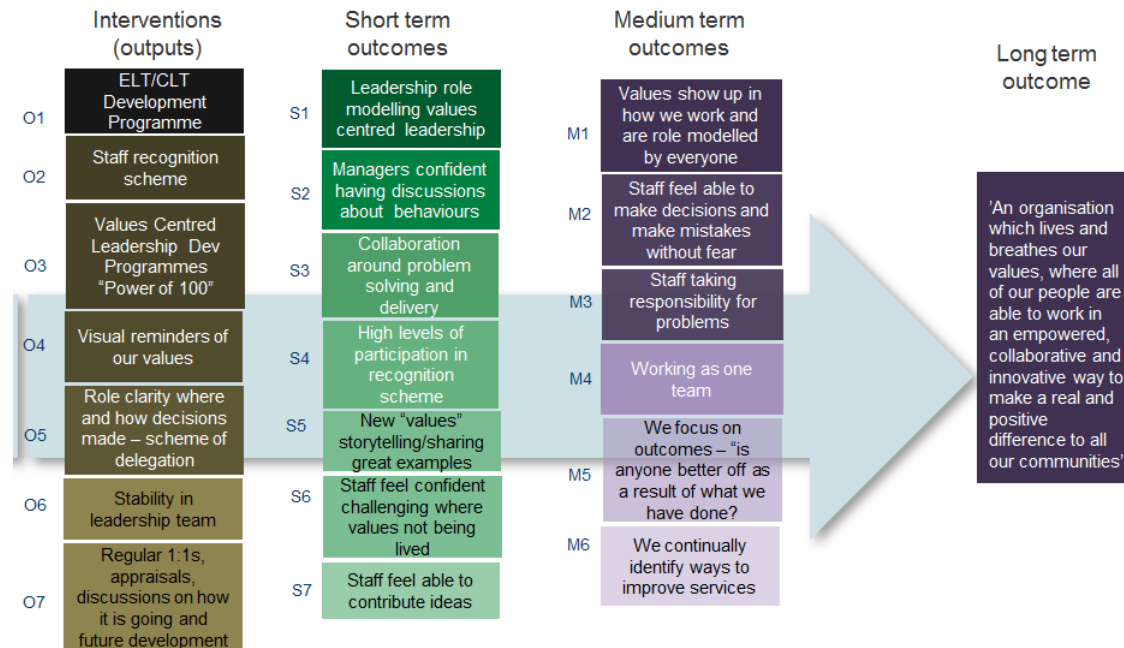 Interventions
(outputs)
O1
ELT/CLT
Development
Programme
O2
Staff recognition
scheme
O3
Values Centred
Leadership Dev
Programmes
“Power of 100”
O4
Visual reminders of
our values
O5
Role clarity where
and how decisions
made – scheme of
delegation
O6
Stability in
leadership team
O7
Regular 1:1s,
appraisals,
discussions on how
it is going and
future development
Short term
outcomes
S1
Leadership role
modelling values
centred leadership
S2
Managers confident
having discussions
about behaviours
S3
Collaboration
around problem
solving and
delivery
S4
High levels of
participation in
recognition
scheme
S5
New “values”
storytelling/sharing
great examples
S6
Staff feel confident
challenging where
values not being
lived
S7
Staff feel able to
contribute ideas
Medium term
outcomes
M1
Values show up in
how we work and
are role modelled
by everyone
M2
Staff feel able to
make decisions and
make mistakes
without fear
M3
Staff taking
responsibility for
problems
M4
Working as one
team
M5
We focus on
outcomes – “is
anyone better off as
a result of what we
have done?
M6
We continually
identify ways to
improve services
Long term
outcome
'An organisation
which lives and
breathes our
values, where all
of our people are
able to work in
an empowered,
collaborative and
innovative way to
make a real and
positive
difference to all
our communities'